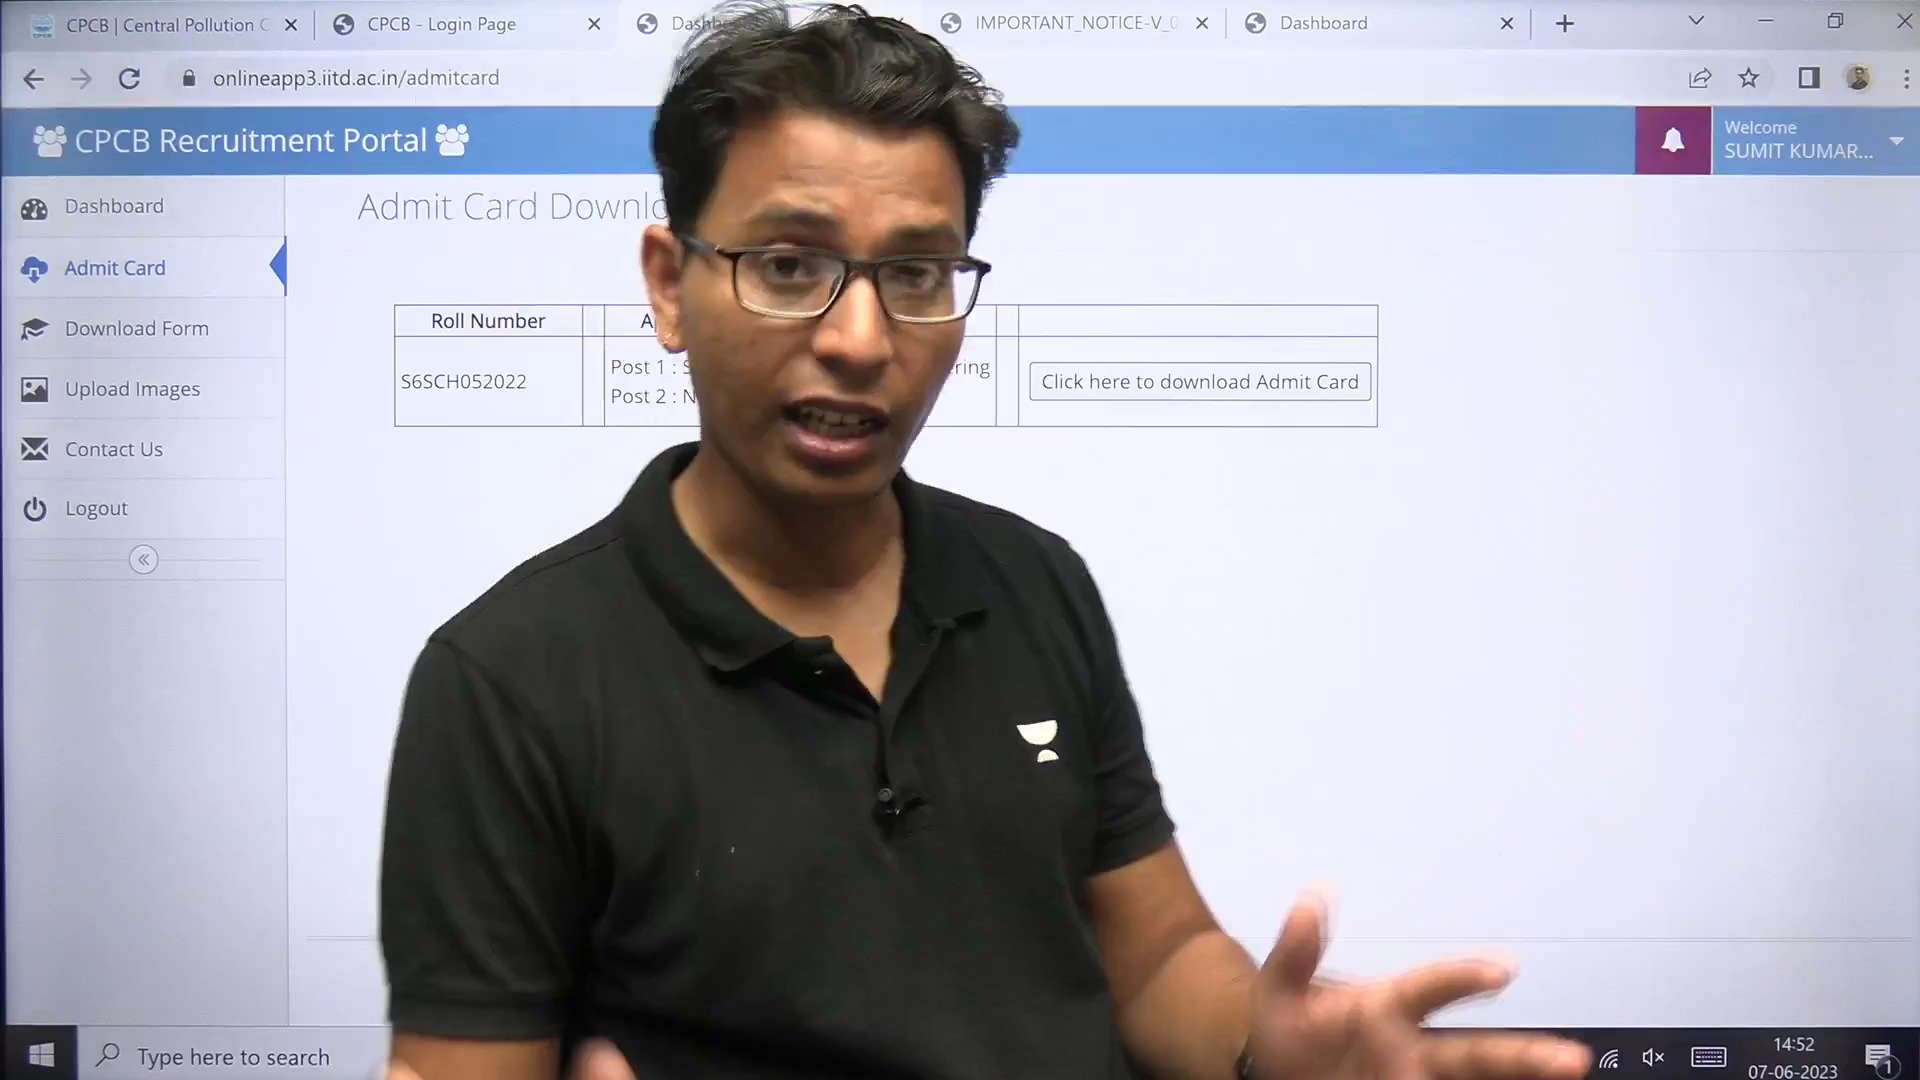 CPCB | Central Pollution C
CPCB - Login Page
IMPORTANT_NOTICE-V_0
Dashboard
onlineapp3.iitd.ac.in/admitcard
CPCB Recruitment Portal
Welcome
SUMIT KUMAR...
Dashboard
Admit Card
Download Form
Upload Images
Contact Us
Logout
Admit Card Downlo
Roll Number
S6SCH052022
Post 1 : S
ring
Post 2 : N
Click here to download Admit Card
Type here to search
14:52
07-06-2023
1